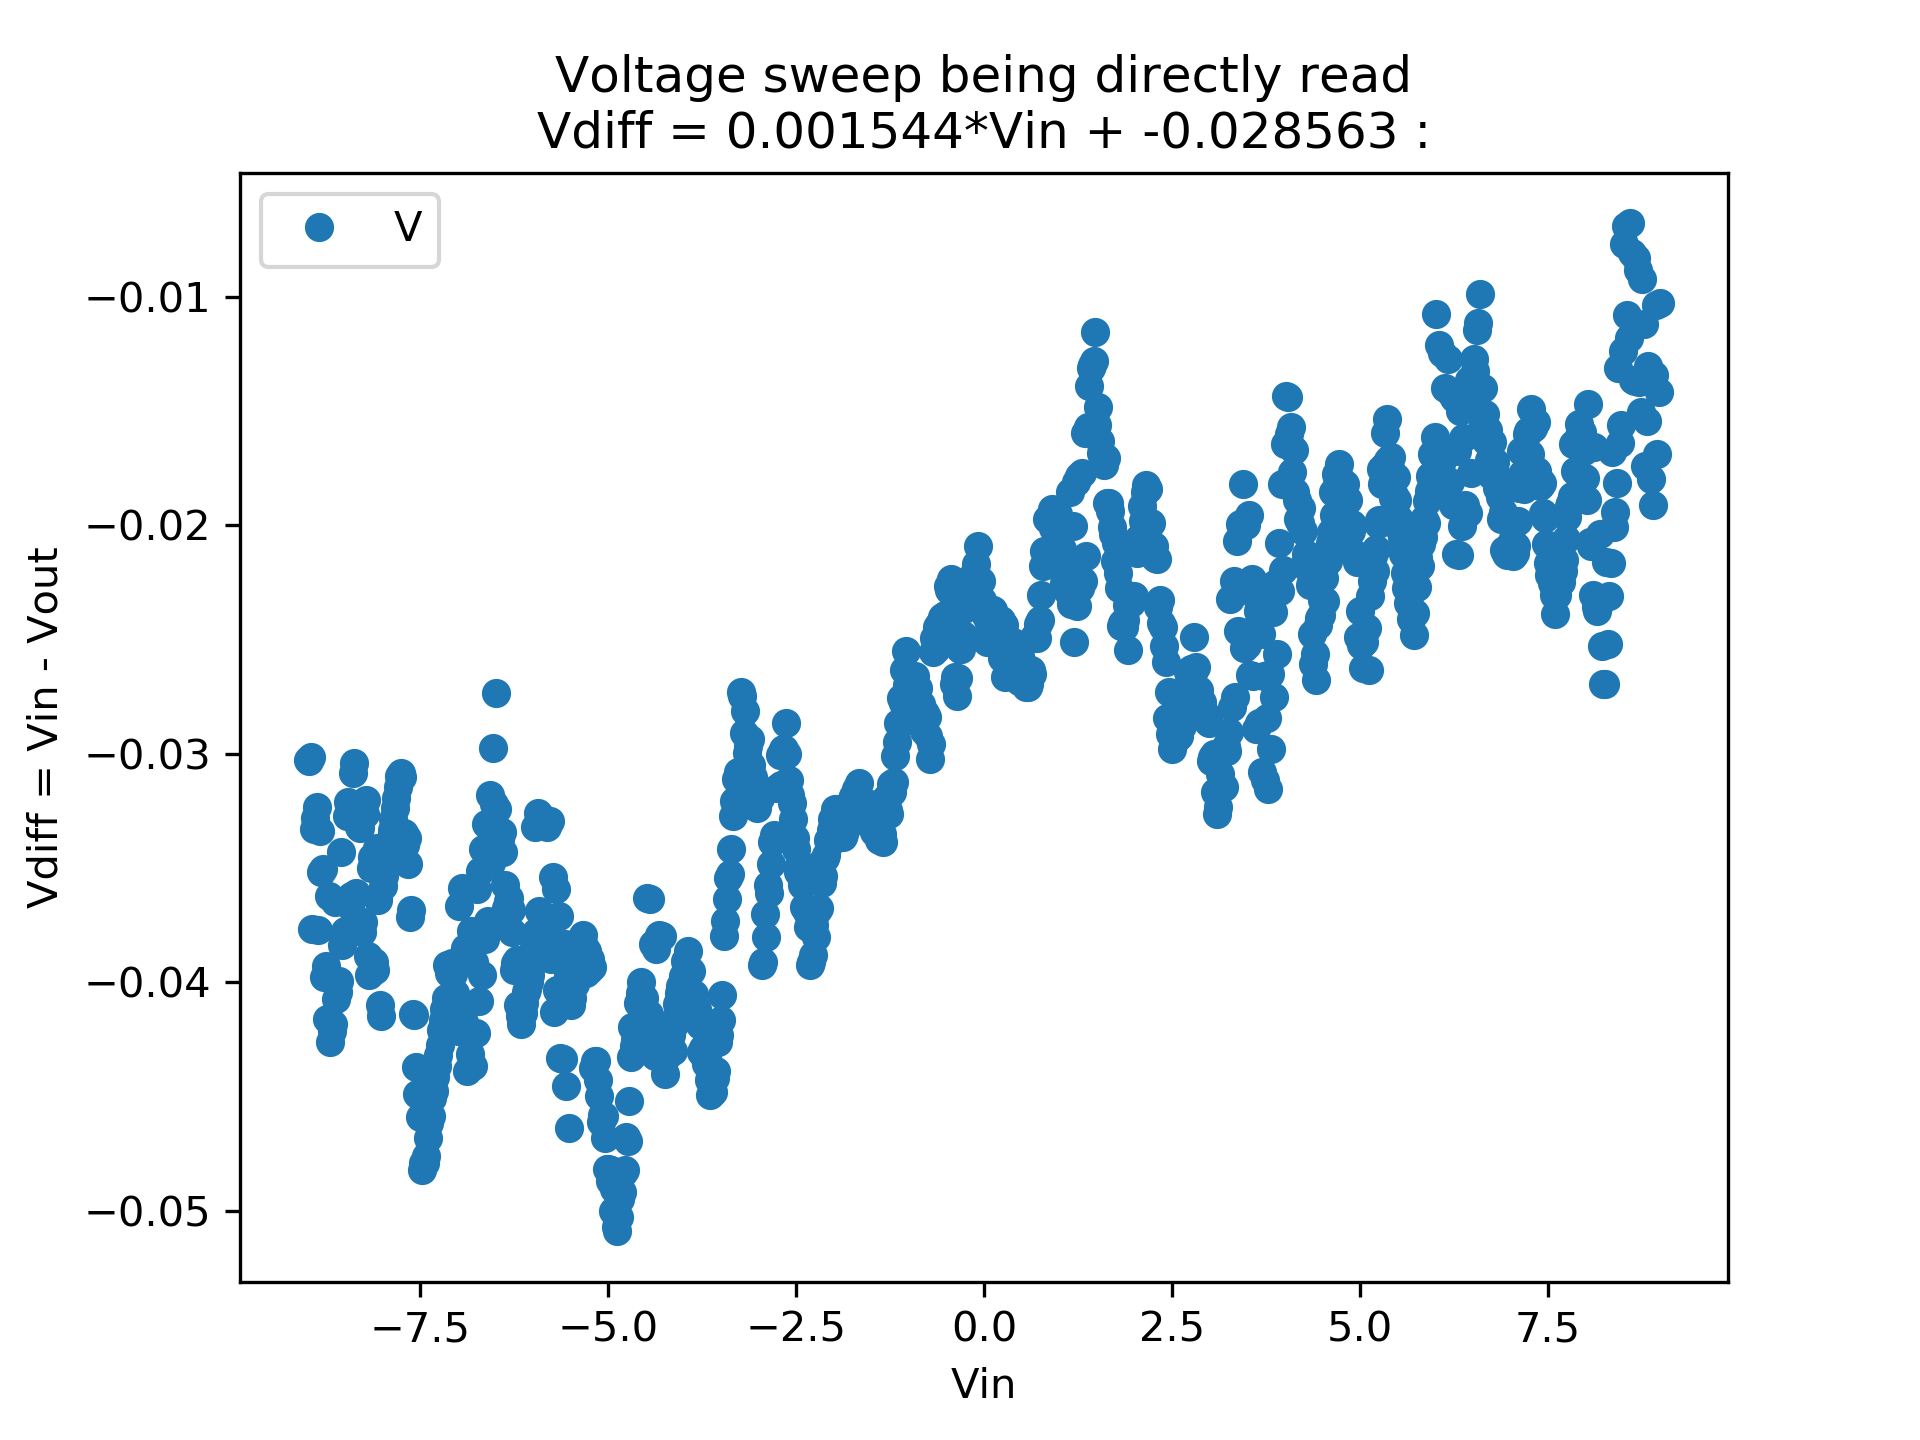 Voltage sweep being directly read
Vdiff = 0.001544*Vin + -0.028563 :
V
−0.01
−0.02
−0.03
−0.04
−0.05
Vdiff = Vin - Vout
−7.5
−5.0
−2.5
0.0
2.5
5.0
7.5
Vin